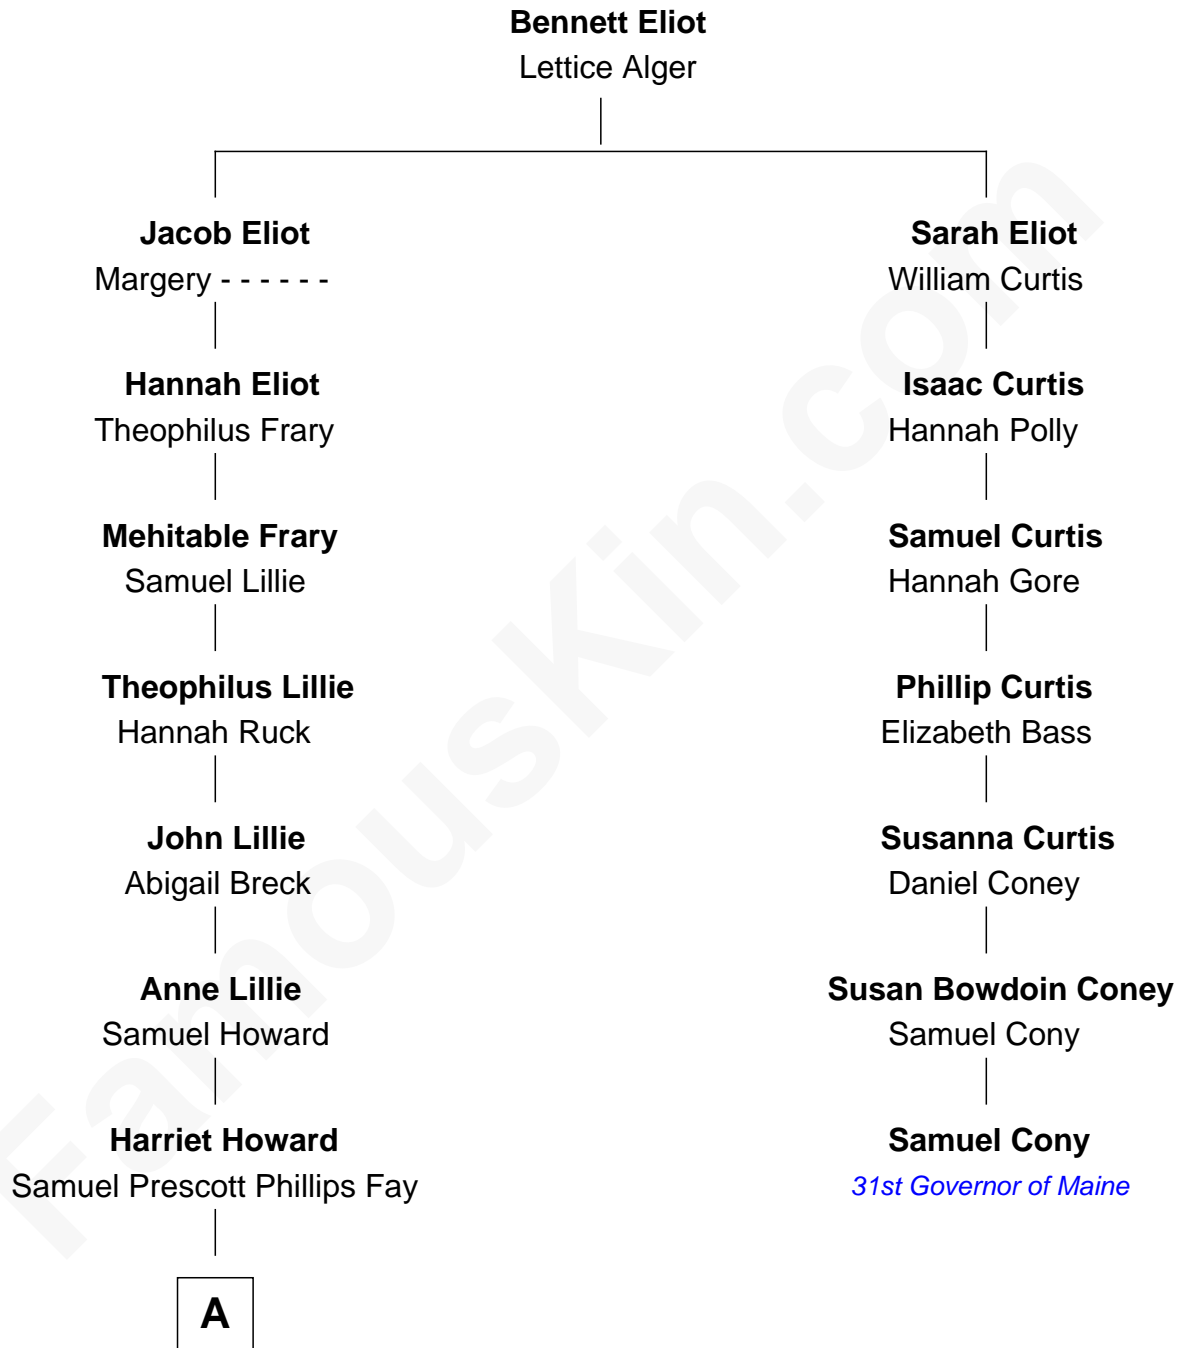 Bennett Eliot
Lettice Alger
Jacob Eliot
Margery - - - - - -
Hannah Eliot
Theophilus Frary
Mehitable Frary
Samuel Lillie
Theophilus Lillie
Hannah Ruck
John Lillie
Abigail Breck
Anne Lillie
Samuel Howard
Harriet Howard
Samuel Prescott Phillips Fay
A
Sarah Eliot
William Curtis
Isaac Curtis
Hannah Polly
Samuel Curtis
Hannah Gore
Phillip Curtis
Elizabeth Bass
Susanna Curtis
Daniel Coney
Susan Bowdoin Coney
Samuel Cony
Samuel Cony
31st Governor of Maine
FamousKin.com